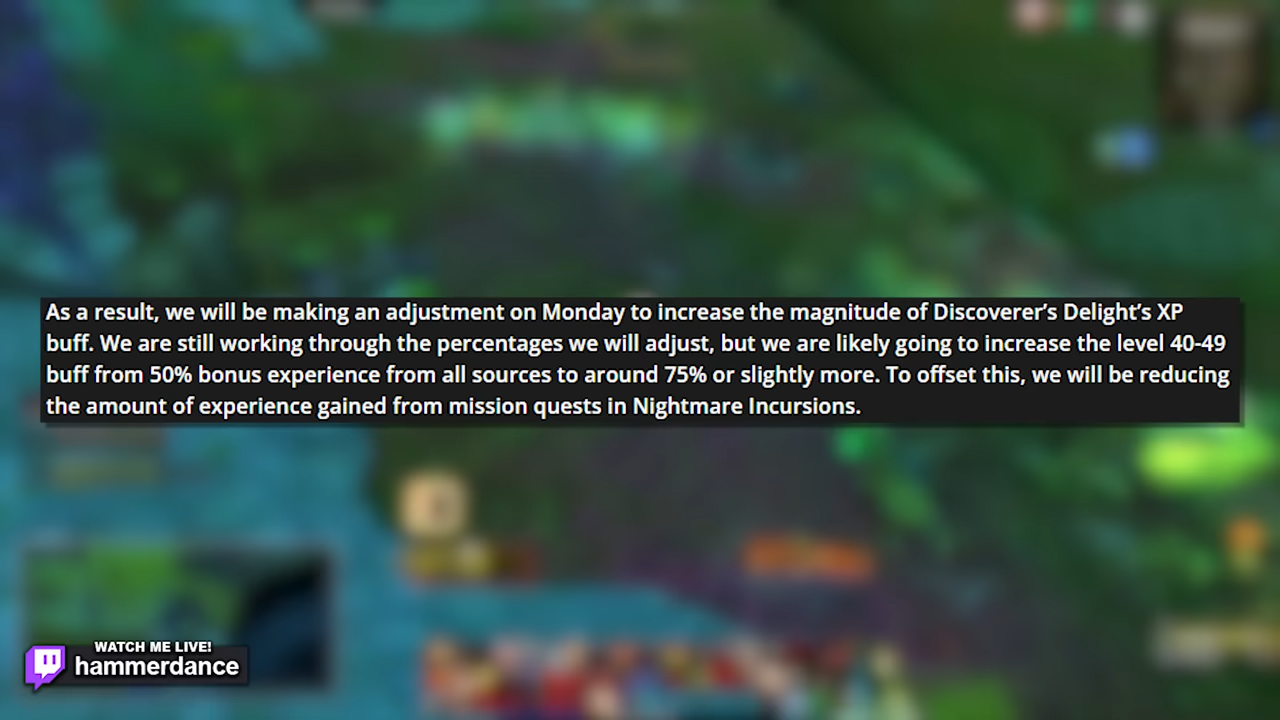 As a result, we will be making an adjustment on Monday to increase the magnitude of Discoverer’s Delight’s XP
buff. We are still working through the percentages we will adjust, but we are likely going to increase the level 40-49
buff from 50% bonus experience from all sources to around 75% or slightly more. To offset this, we will be reducing
the amount of experience gained from mission quests in Nightmare Incursions.
WATCH ME LIVE!
hammerdance